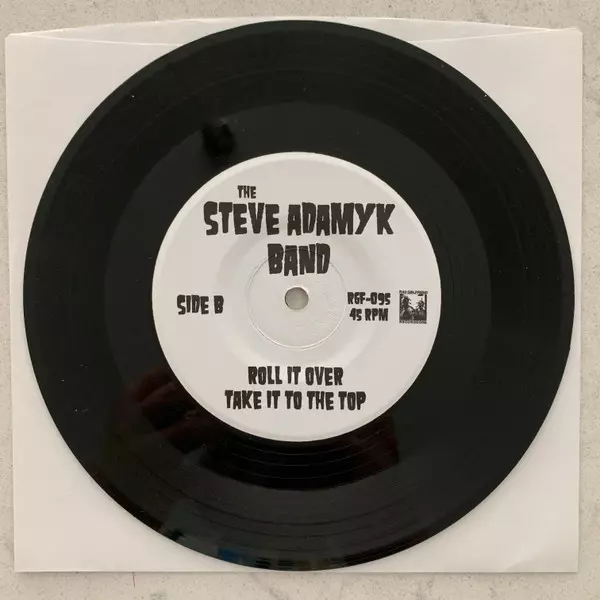 THE
STEVE ADAMYK
BAND
SIDE B
RGF-095
45 RPM
ROLL IT OVER
TAKE IT TO THE TOP